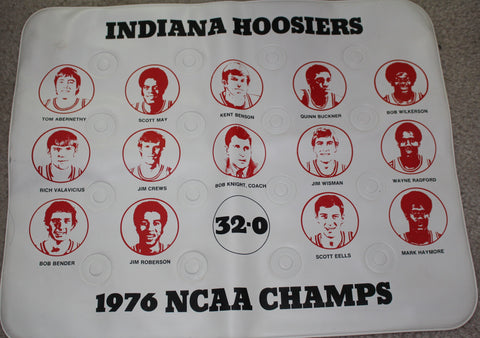 INDIANA HOOSIERS
TOM ABERNETHY
SCOTT MAY
KENT BENSON
QUINN BUCKNER
BOB WILKERSON
RICH VALAVICIUS
JIM CREWS
BOB KNIGHT, COACH
JIM WISMAN
WAYNE RADFORD
BOB BENDER
JIM ROBERSON
32-0
SCOTT EELLS
MARK HAYMORE
1976 NCAA CHAMPS